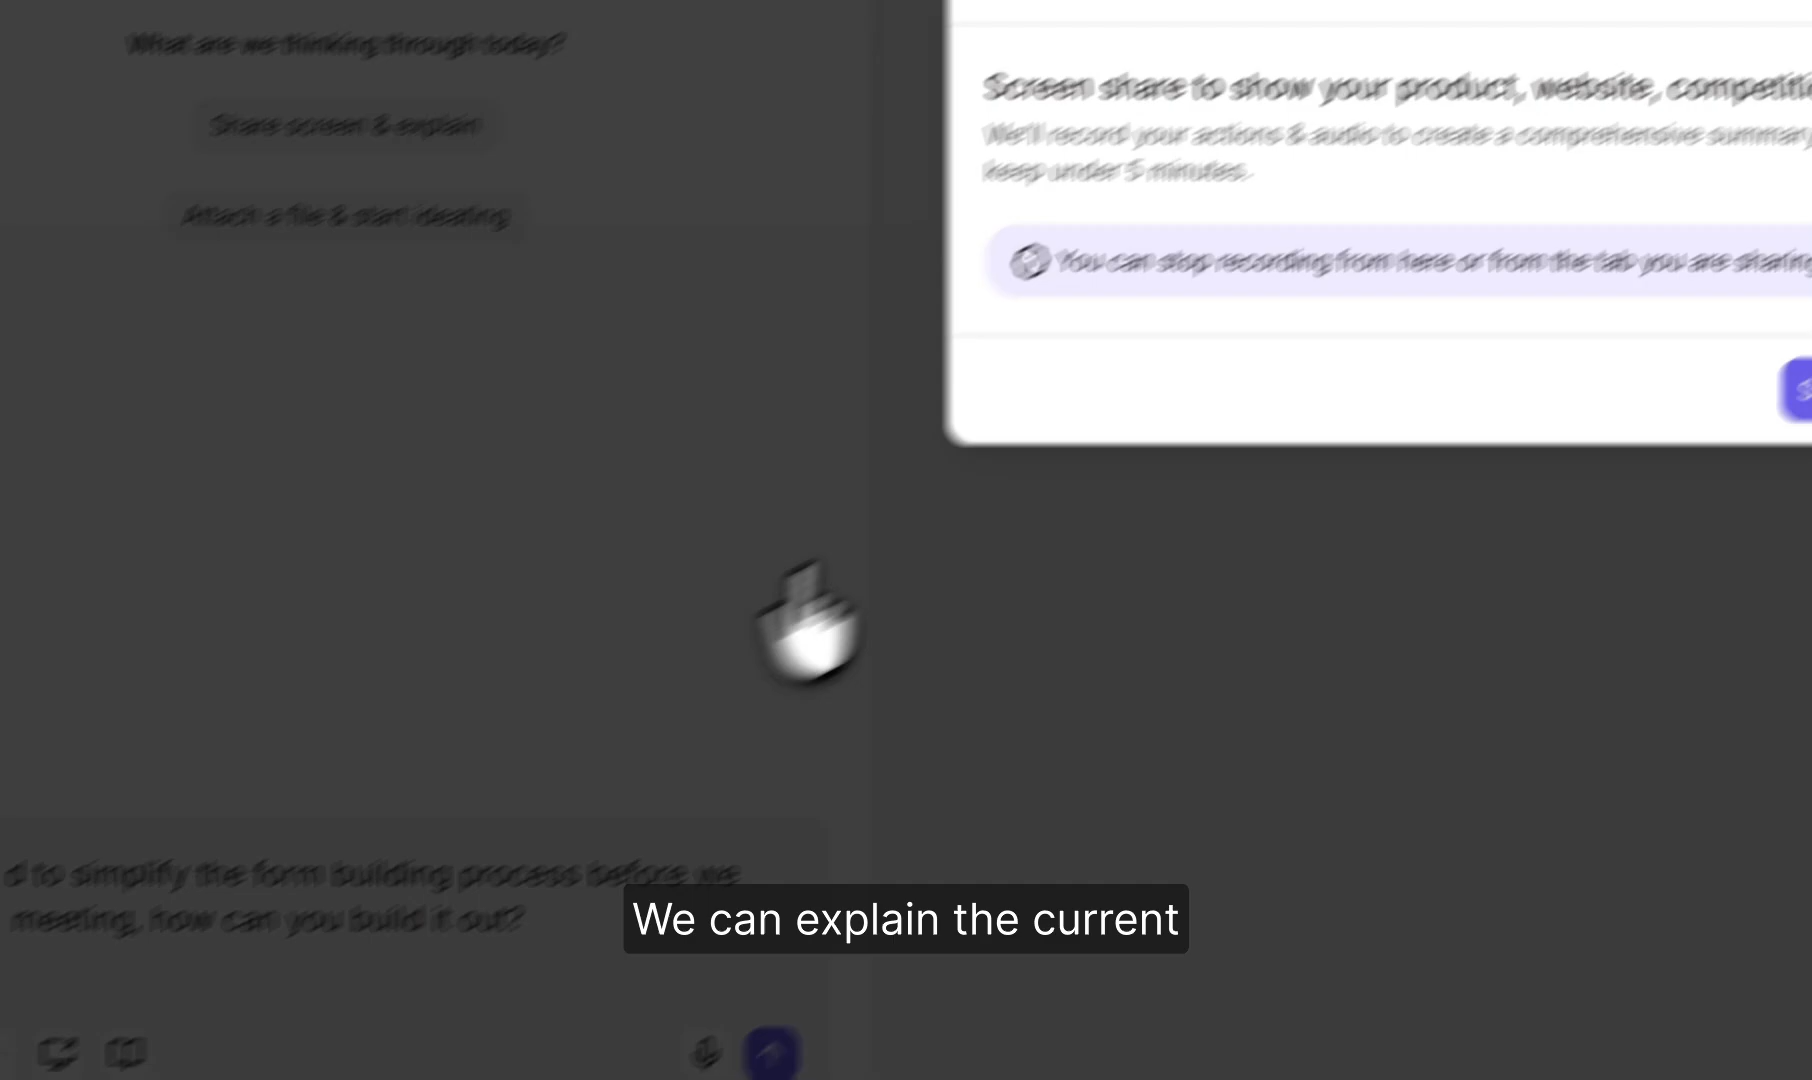 What are we thinking through today?
Share screen & explain
Attach a file & start ideating
Screen share to show your product, website,
We'll record your actions & audio to create a comprehensive summary
keep under 5 minutes.
You can stop recording from here or from the tab you are sharing
to simplify the form building process before we
meeting, how can you build it out?
We can explain the current